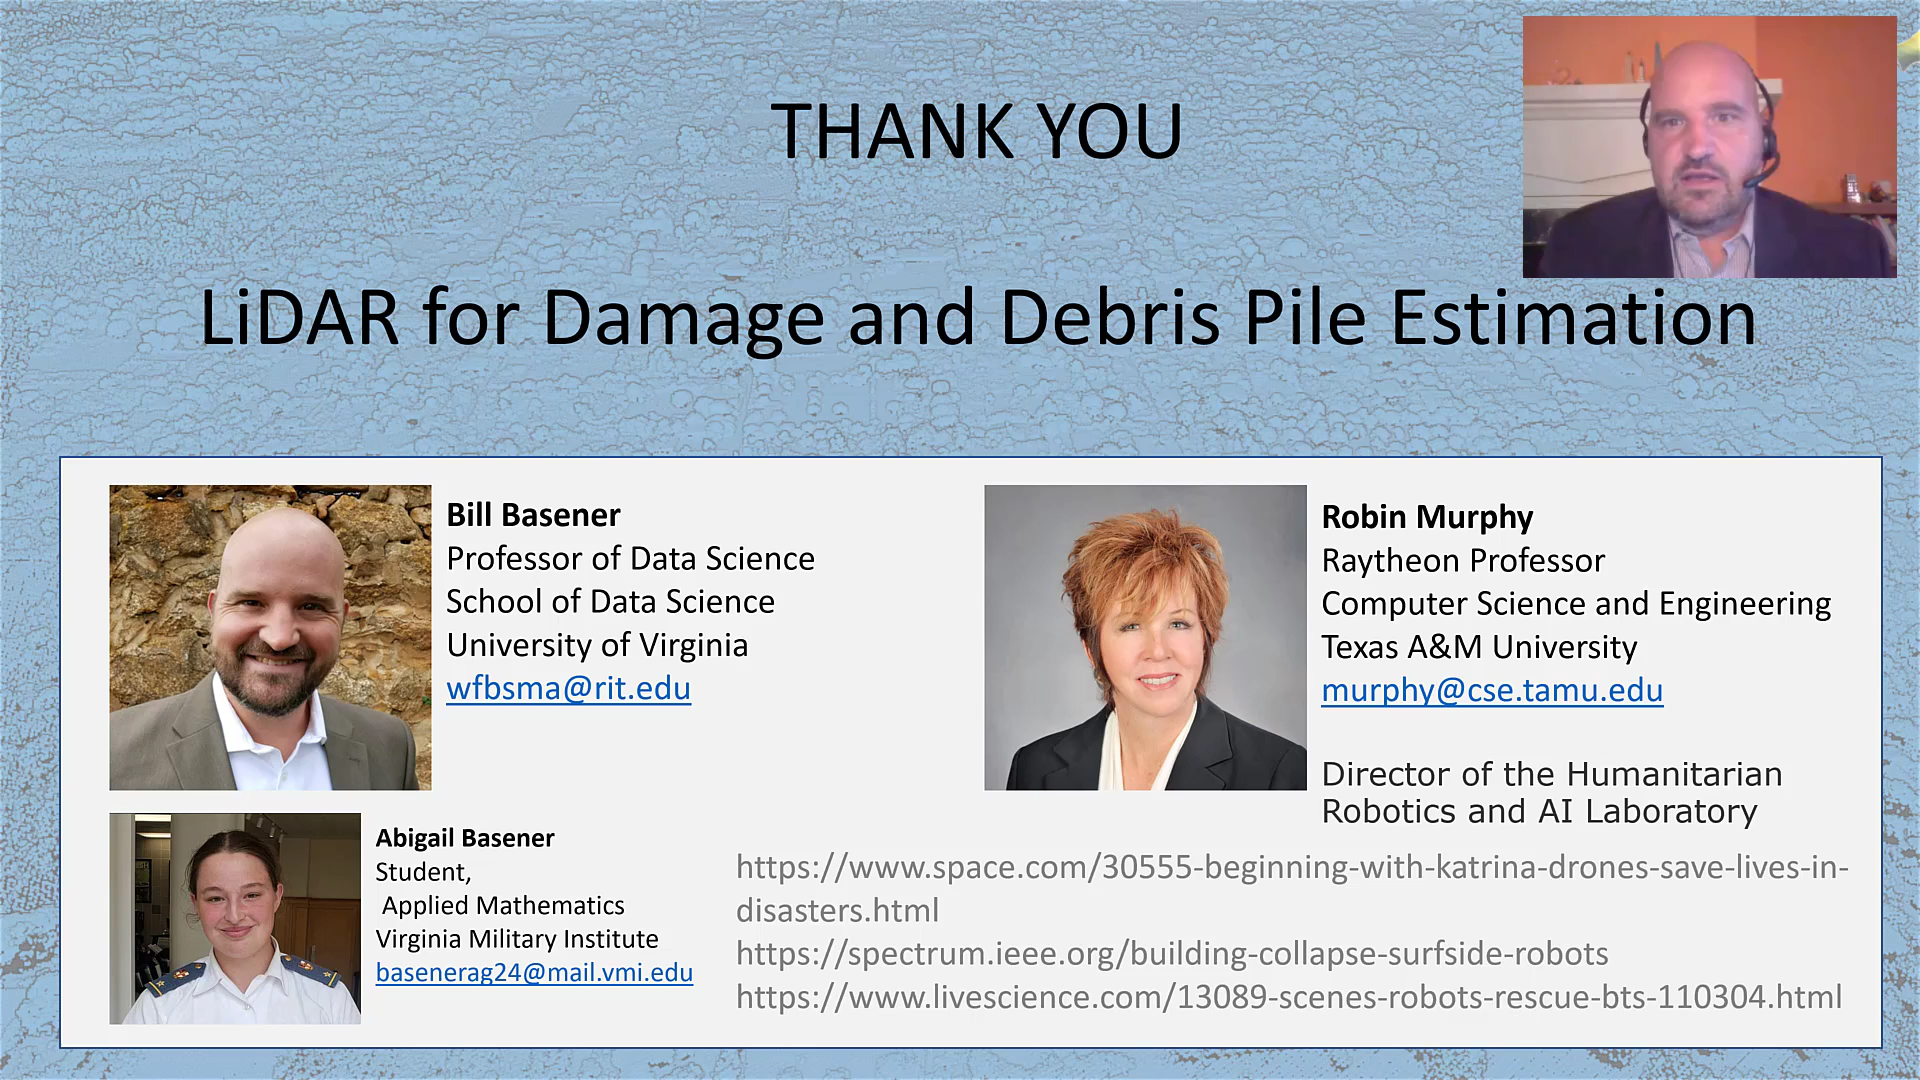 THANK YOU
LiDAR for Damage and Debris Pile Estimation
Bill Basener
Professor of Data Science
School of Data Science
University of Virginia
wfbsma@rit.edu
Robin Murphy
Raytheon Professor
Computer Science and Engineering
Texas A&M University
murphy@cse.tamu.edu
Director of the Humanitarian
Robotics and AI Laboratory
Abigail Basener
Student,
Applied Mathematics
Virginia Military Institute
basenerag24@mail.vmi.edu
https://www.space.com/30555-beginning-with-katrina-drones-save-lives-in-
disasters.html
https://spectrum.ieee.org/building-collapse-surfside-robots
https://www.livescience.com/13089-scenes-robots-rescue-bts-110304.html